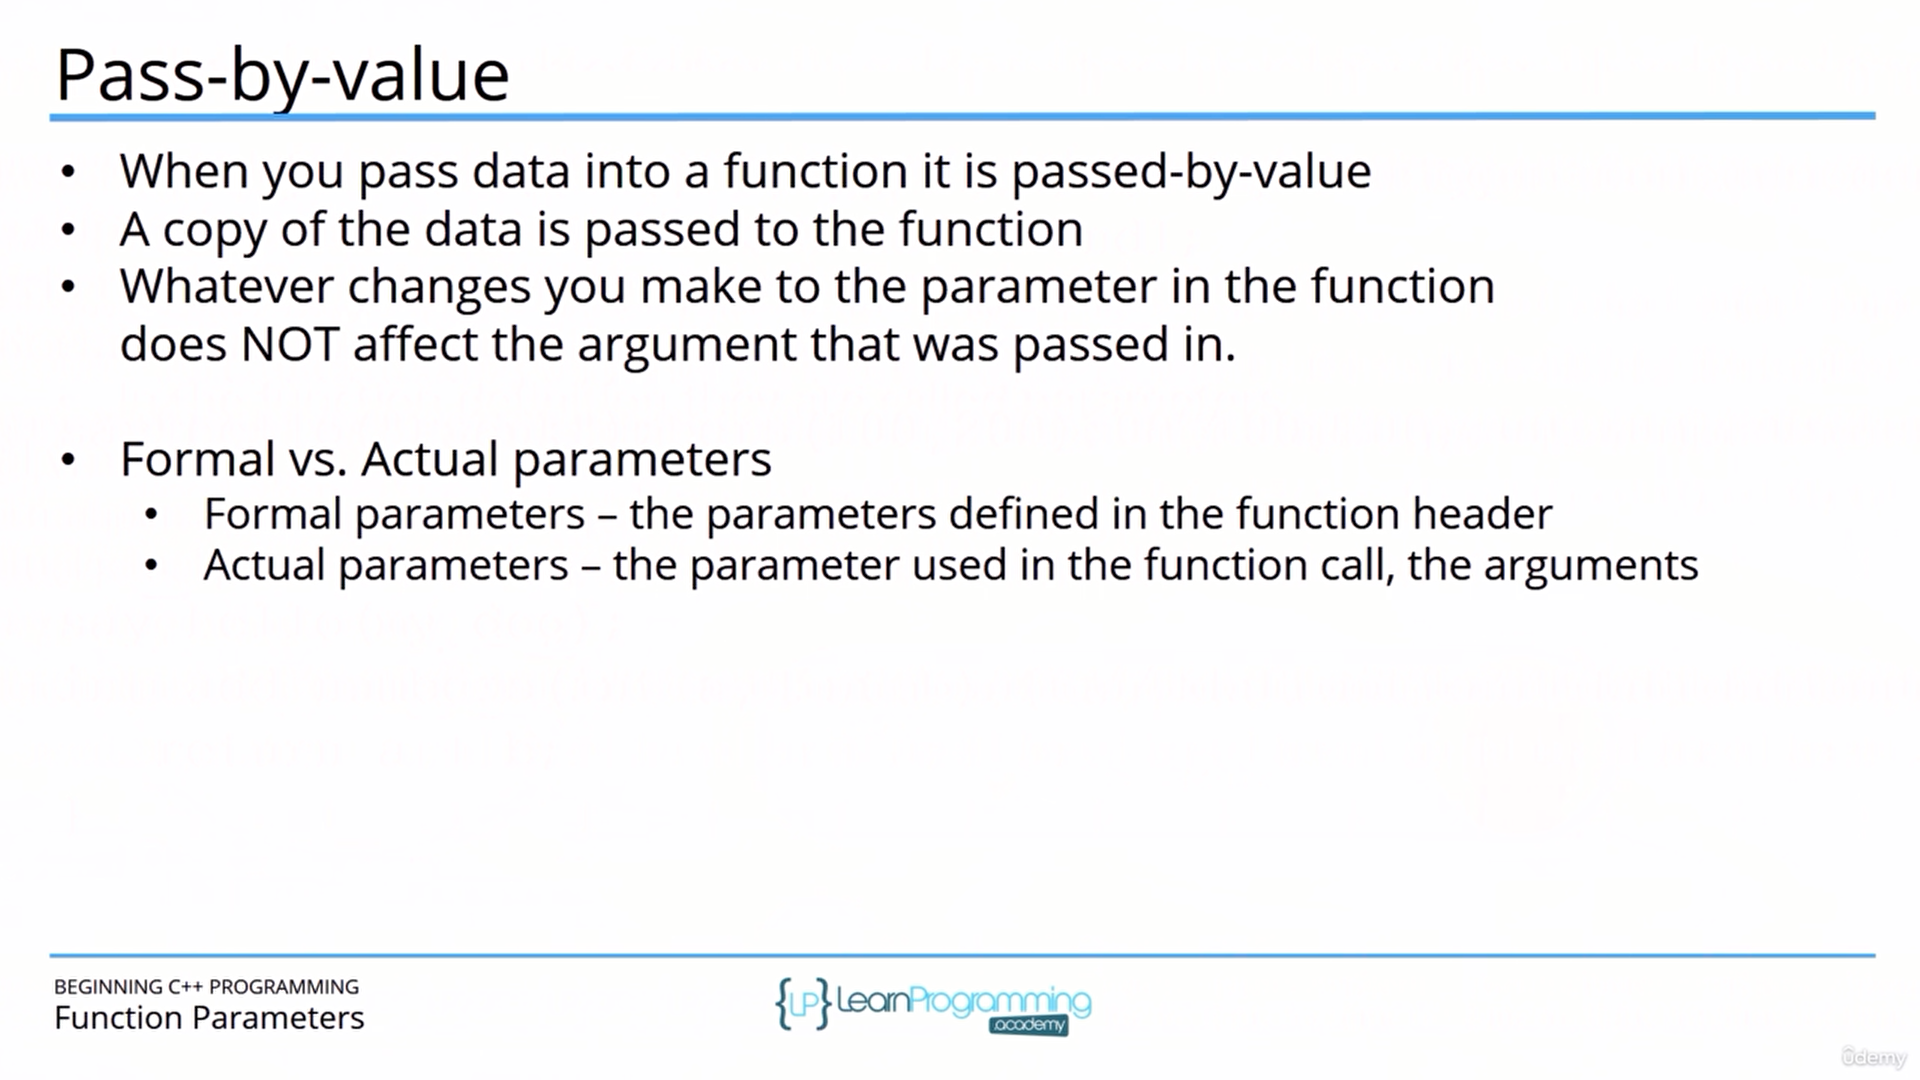 Pass-by-value
• When you pass data into a function it is passed-by-value
• A copy of the data is passed to the function
• Whatever changes you make to the parameter in the function
does NOT affect the argument that was passed in.
• Formal vs. Actual parameters
• Formal parameters – the parameters defined in the function header
• Actual parameters – the parameter used in the function call, the arguments
BEGINNING C++ PROGRAMMING
Function Parameters
{LP} LearnProgramming
academy
ûdemy